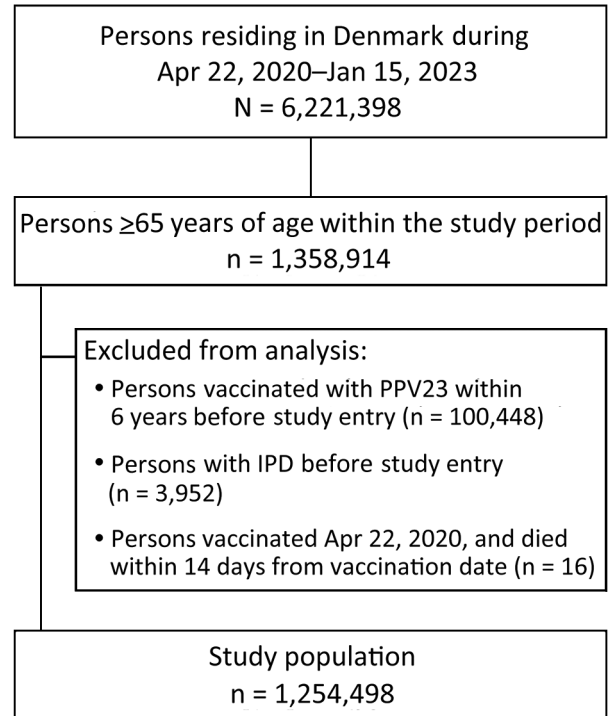 Persons residing in Denmark during
Apr 22, 2020–Jan 15, 2023
N = 6,221,398
Persons ≥65 years of age within the study period
n = 1,358,914
Excluded from analysis:
• Persons vaccinated with PPV23 within
6 years before study entry (n = 100,448)
• Persons with IPD before study entry
(n = 3,952)
• Persons vaccinated Apr 22, 2020, and died
within 14 days from vaccination date (n = 16)
Study population
n = 1,254,498